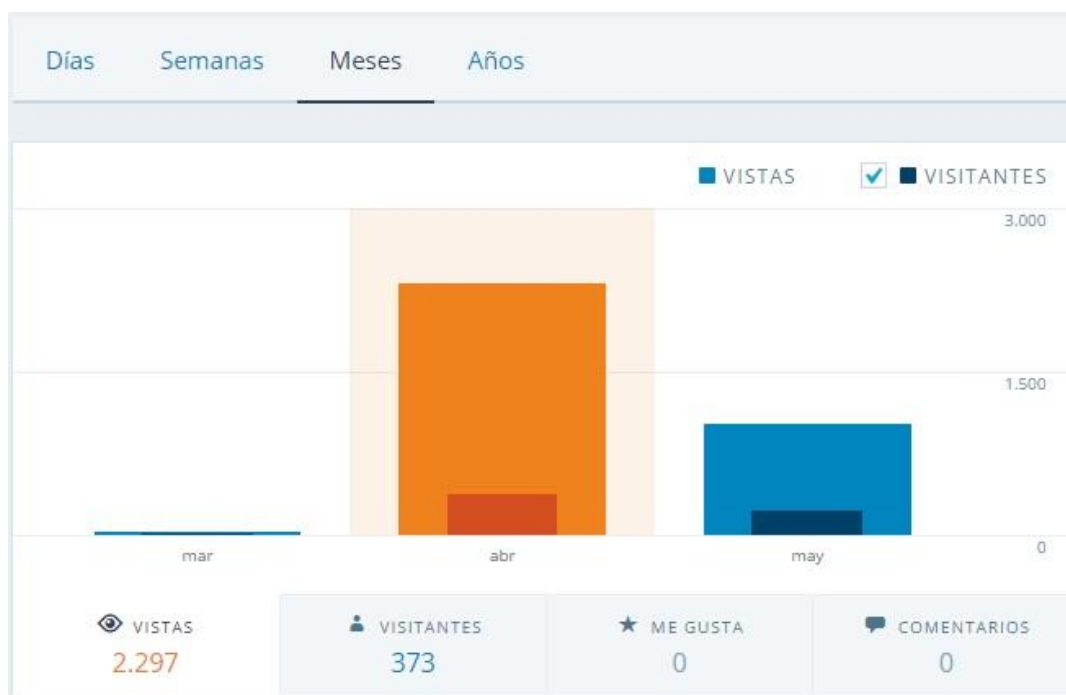 Días Semanas Meses Años
VISTAS VISITANTES
3.000
1.500
0
mar abr may
VISTAS VISITANTES ME GUSTA COMENTARIOS
2.297 373 0 0